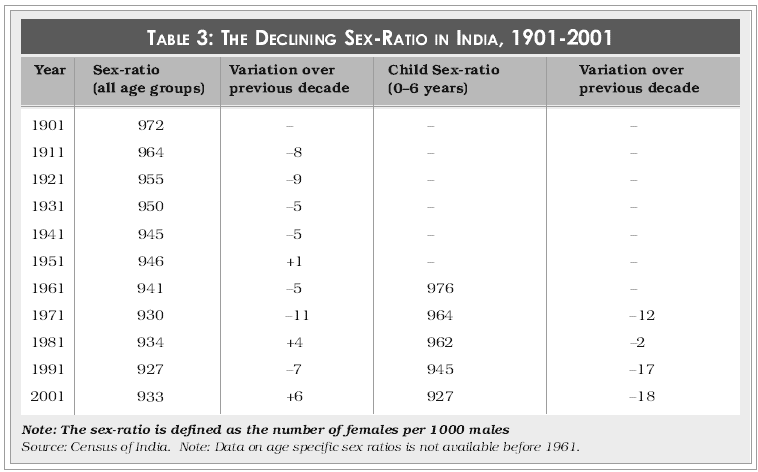 TABLE 3: THE DECLINING SEX-RATIO IN INDIA, 1901-2001
Year Sex-ratio (all age groups) Variation over previous decade Child Sex-ratio (0–6 years) Variation over previous decade
1901 972 – – –
1911 964 –8 – –
1921 955 –9 – –
1931 950 –5 – –
1941 945 –5 – –
1951 946 +1 – –
1961 941 –5 976 –
1971 930 –11 964 –12
1981 934 +4 962 –2
1991 927 –7 945 –17
2001 933 +6 927 –18
Note: The sex-ratio is defined as the number of females per 1000 males
Source: Census of India. Note: Data on age specific sex ratios is not available before 1961.